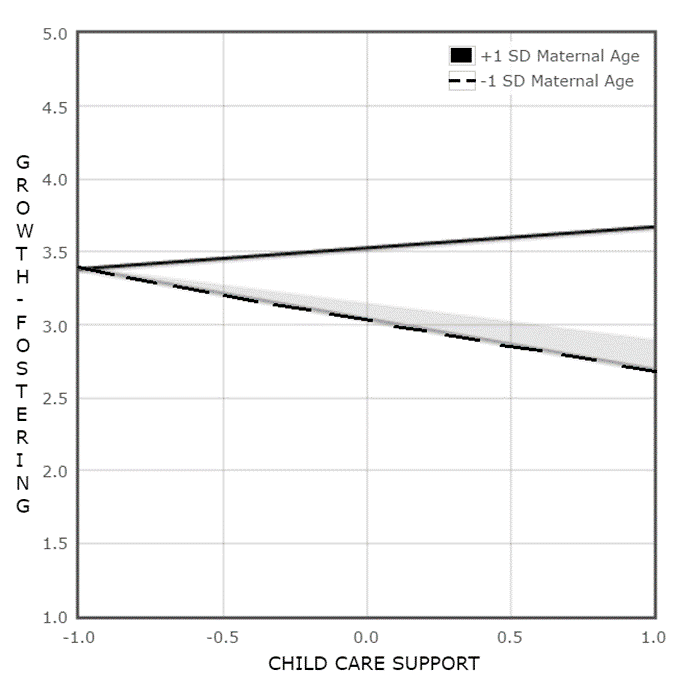 5.0
+1 SD Maternal Age
-1 SD Maternal Age
4.5
4.0
3.5
3.0
2.5
2.0
1.5
1.0
GROWTH-FOSTERING
-1.0 -0.5 0.0 0.5 1.0
CHILD CARE SUPPORT